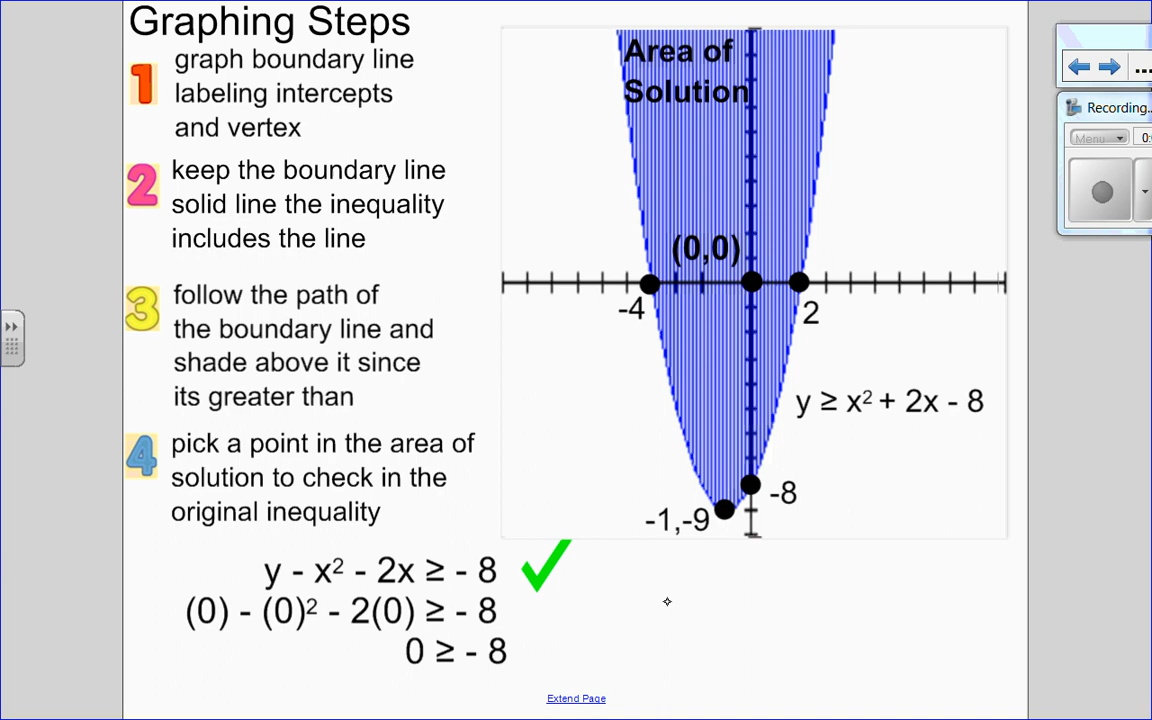 Graphing Steps
1
graph boundary line
labeling intercepts
and vertex
2
keep the boundary line
solid line the inequality
includes the line
3
follow the path of
the boundary line and
shade above it since
its greater than
4
pick a point in the area of
solution to check in the
original inequality
y - x² - 2x ≥ - 8
(0) - (0)² - 2(0) ≥ - 8
0 ≥ - 8
Area of
Solution
(0,0)
-4
2
y ≥ x² + 2x - 8
-8
-1,-9
Extend Page
...
Recording...
Menu
0: